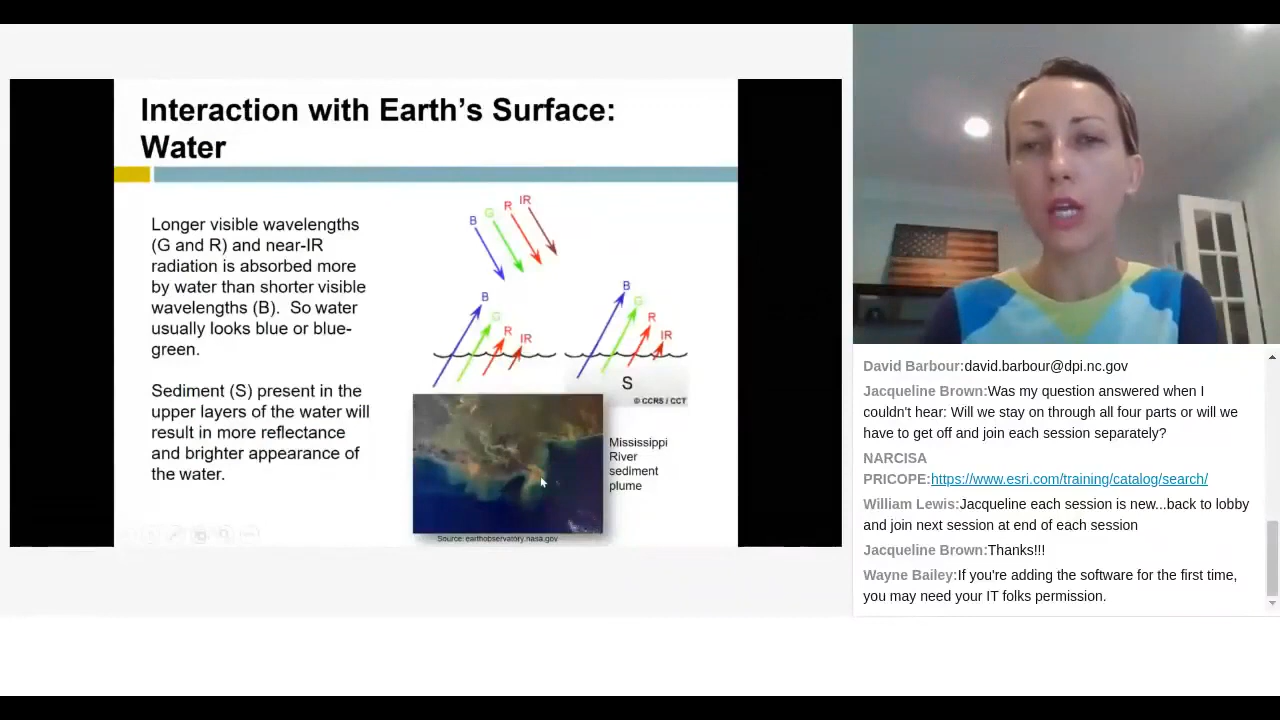 Interaction with Earth's Surface:
Water
Longer visible wavelengths
(G and R) and near-IR
radiation is absorbed more
by water than shorter visible
wavelengths (B). So water
usually looks blue or blue-
green.
Sediment (S) present in the
upper layers of the water will
result in more reflectance
and brighter appearance of
the water.
B
G
R
IR
B
G
R
IR
B
G
R
IR
S
© CCRS / CCT
Mississippi
River
sediment
plume
Source: earthobservatory.nasa.gov
David Barbour:david.barbour@dpi.nc.gov
Jacqueline Brown:Was my question answered when I
couldn't hear: Will we stay on through all four parts or will we
have to get off and join each session separately?
NARCISA
PRICOPE:https://www.esri.com/training/catalog/search/
William Lewis:Jacqueline each session is new...back to lobby
and join next session at end of each session
Jacqueline Brown:Thanks!!!
Wayne Bailey:If you're adding the software for the first time,
you may need your IT folks permission.